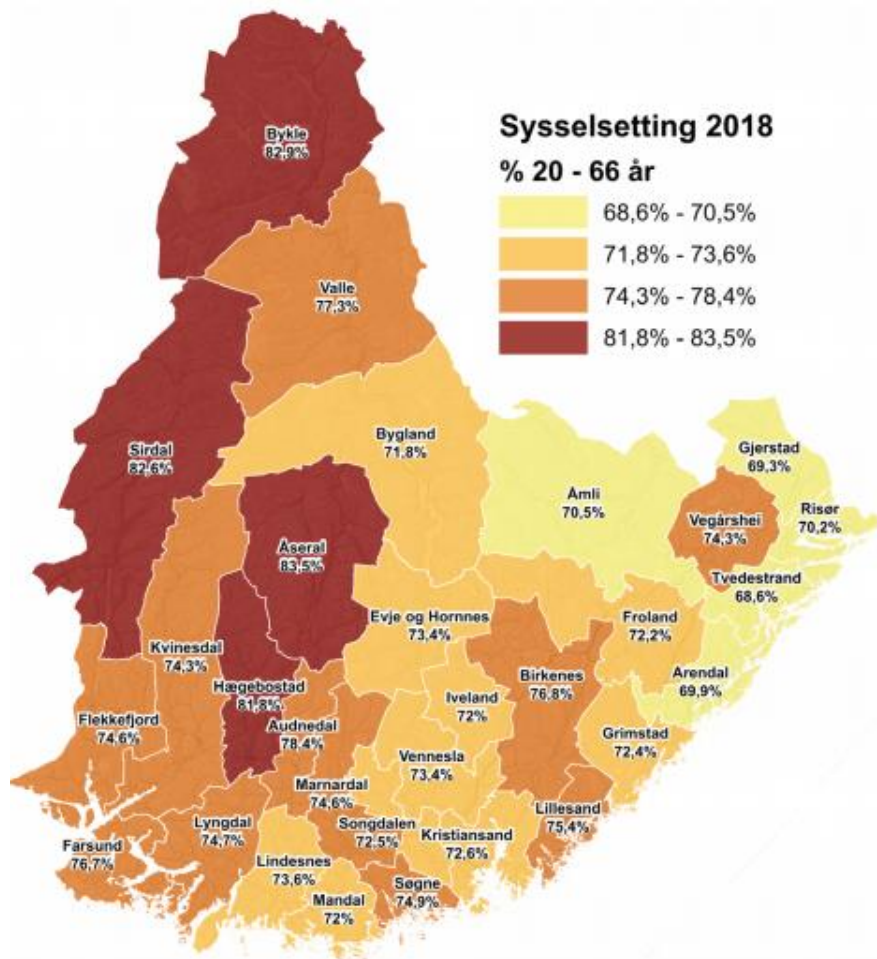 Sysselsetting 2018
% 20 - 66 år
68,6% - 70,5%
71,8% - 73,6%
74,3% - 78,4%
81,8% - 83,5%
Bykle
82,9%
Valle
77,3%
Bygland
71,8%
Sirdal
82,6%
Gjerstad
69,3%
Åmli
70,5%
Risør
70,2%
Vegårshei
74,3%
Åseral
83,5%
Tvedestrand
68,6%
Evje og Hornnes
73,4%
Froland
72,2%
Kvinesdal
74,3%
Birkenes
76,8%
Arendal
69,9%
Hægebostad
81,8%
Iveland
72%
Flekkefjord
74,6%
Audnedal
78,4%
Grimstad
72,4%
Vennesla
73,4%
Marnardal
74,6%
Lillesand
75,4%
Lyngdal
74,7%
Songdalen
72,5%
Kristiansand
72,6%
Farsund
76,7%
Lindesnes
73,6%
Søgne
74,9%
Mandal
72%